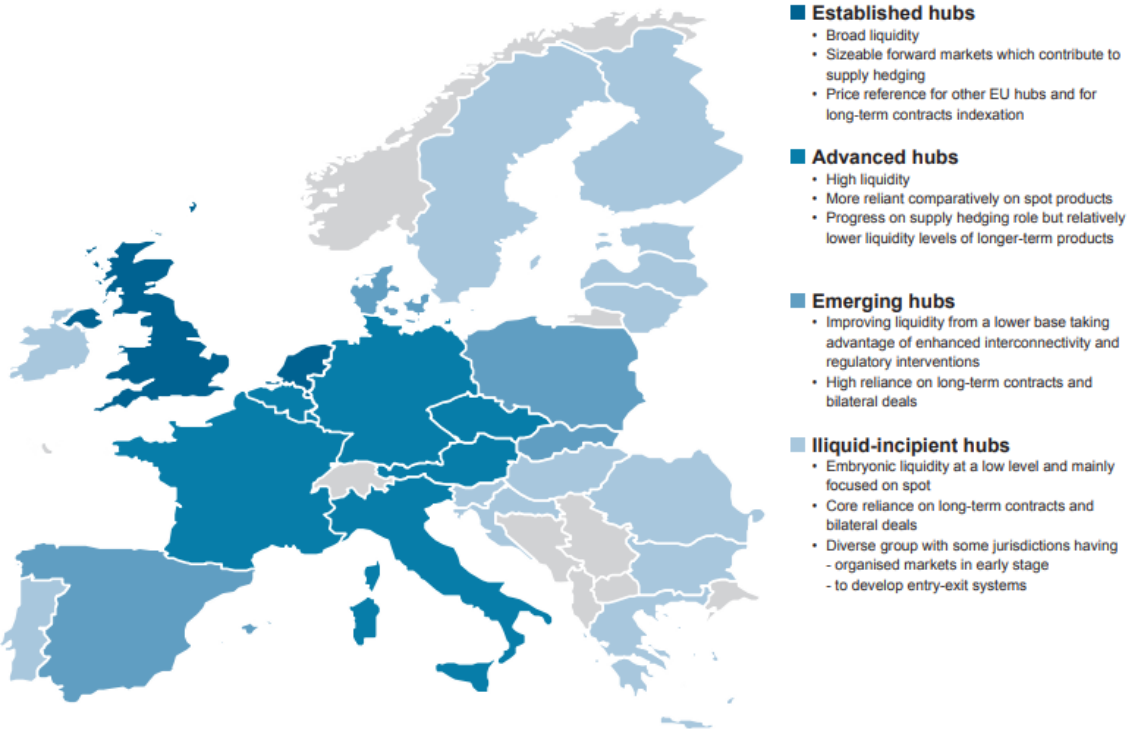 Established hubs
• Broad liquidity
• Sizeable forward markets which contribute to
supply hedging
• Price reference for other EU hubs and for
long-term contracts indexation
Advanced hubs
• High liquidity
• More reliant comparatively on spot products
• Progress on supply hedging role but relatively
lower liquidity levels of longer-term products
Emerging hubs
• Improving liquidity from a lower base taking
advantage of enhanced interconnectivity and
regulatory interventions
• High reliance on long-term contracts and
bilateral deals
Iliquid-incipient hubs
• Embryonic liquidity at a low level and mainly
focused on spot
• Core reliance on long-term contracts and
bilateral deals
• Diverse group with some jurisdictions having
- organised markets in early stage
- to develop entry-exit systems